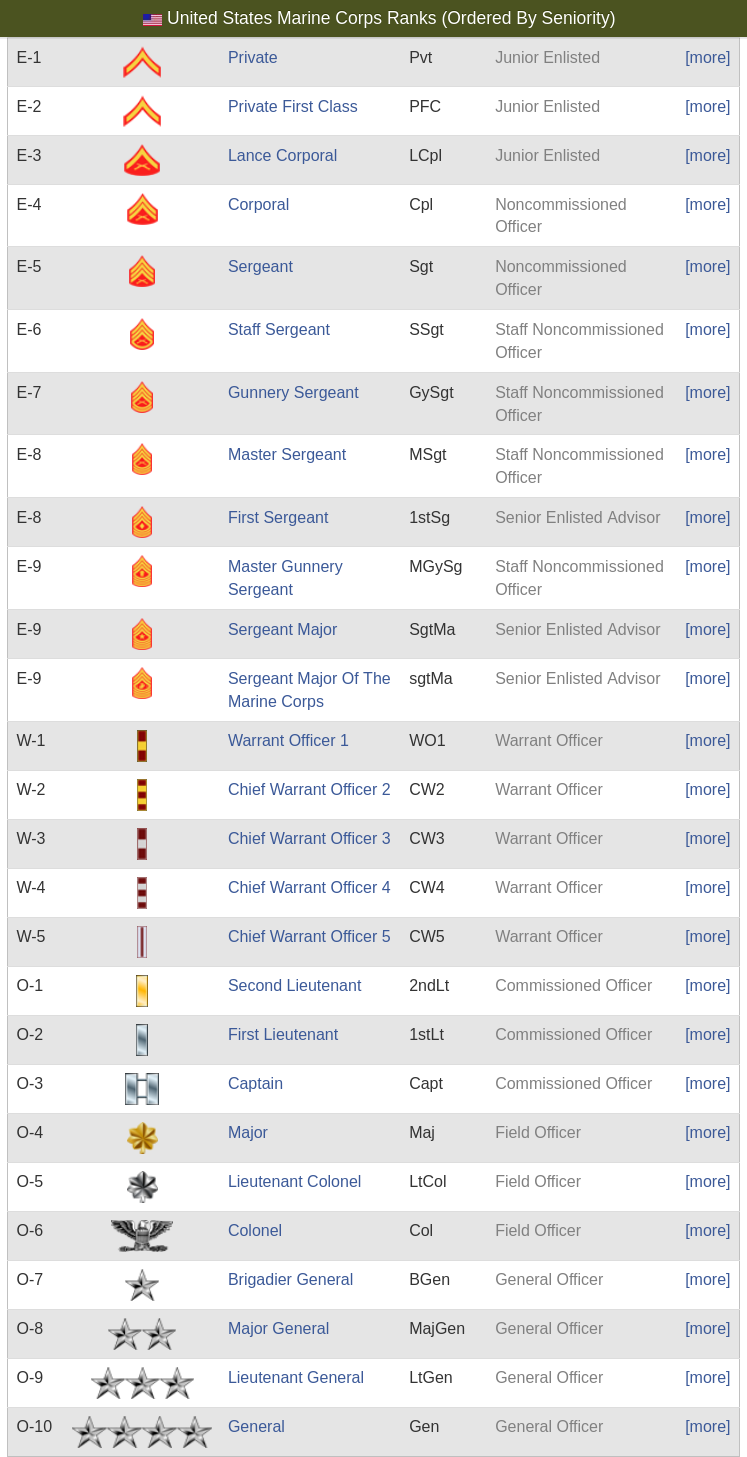 United States Marine Corps Ranks (Ordered By Seniority)
E-1 Private Pvt Junior Enlisted [more]
E-2 Private First Class PFC Junior Enlisted [more]
E-3 Lance Corporal LCpl Junior Enlisted [more]
E-4 Corporal Cpl Noncommissioned [more]
Officer
E-5 Sergeant Sgt Noncommissioned [more]
Officer
E-6 Staff Sergeant SSgt Staff Noncommissioned [more]
Officer
E-7 Gunnery Sergeant GySgt Staff Noncommissioned [more]
Officer
E-8 Master Sergeant MSgt Staff Noncommissioned [more]
Officer
E-8 First Sergeant 1stSg Senior Enlisted Advisor [more]
E-9 Master Gunnery MGySg Staff Noncommissioned [more]
Sergeant Officer
E-9 Sergeant Major SgtMa Senior Enlisted Advisor [more]
E-9 Sergeant Major Of The sgtMa Senior Enlisted Advisor [more]
Marine Corps
W-1 Warrant Officer 1 WO1 Warrant Officer [more]
W-2 Chief Warrant Officer 2 CW2 Warrant Officer [more]
W-3 Chief Warrant Officer 3 CW3 Warrant Officer [more]
W-4 Chief Warrant Officer 4 CW4 Warrant Officer [more]
W-5 Chief Warrant Officer 5 CW5 Warrant Officer [more]
O-1 Second Lieutenant 2ndLt Commissioned Officer [more]
O-2 First Lieutenant 1stLt Commissioned Officer [more]
O-3 Captain Capt Commissioned Officer [more]
O-4 Major Maj Field Officer [more]
O-5 Lieutenant Colonel LtCol Field Officer [more]
O-6 Colonel Col Field Officer [more]
O-7 Brigadier General BGen General Officer [more]
O-8 Major General MajGen General Officer [more]
O-9 Lieutenant General LtGen General Officer [more]
O-10 General Gen General Officer [more]